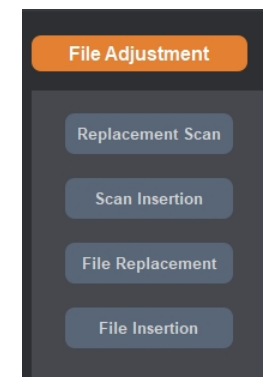 File Adjustment
Replacement Scan
Scan Insertion
File Replacement
File Insertion